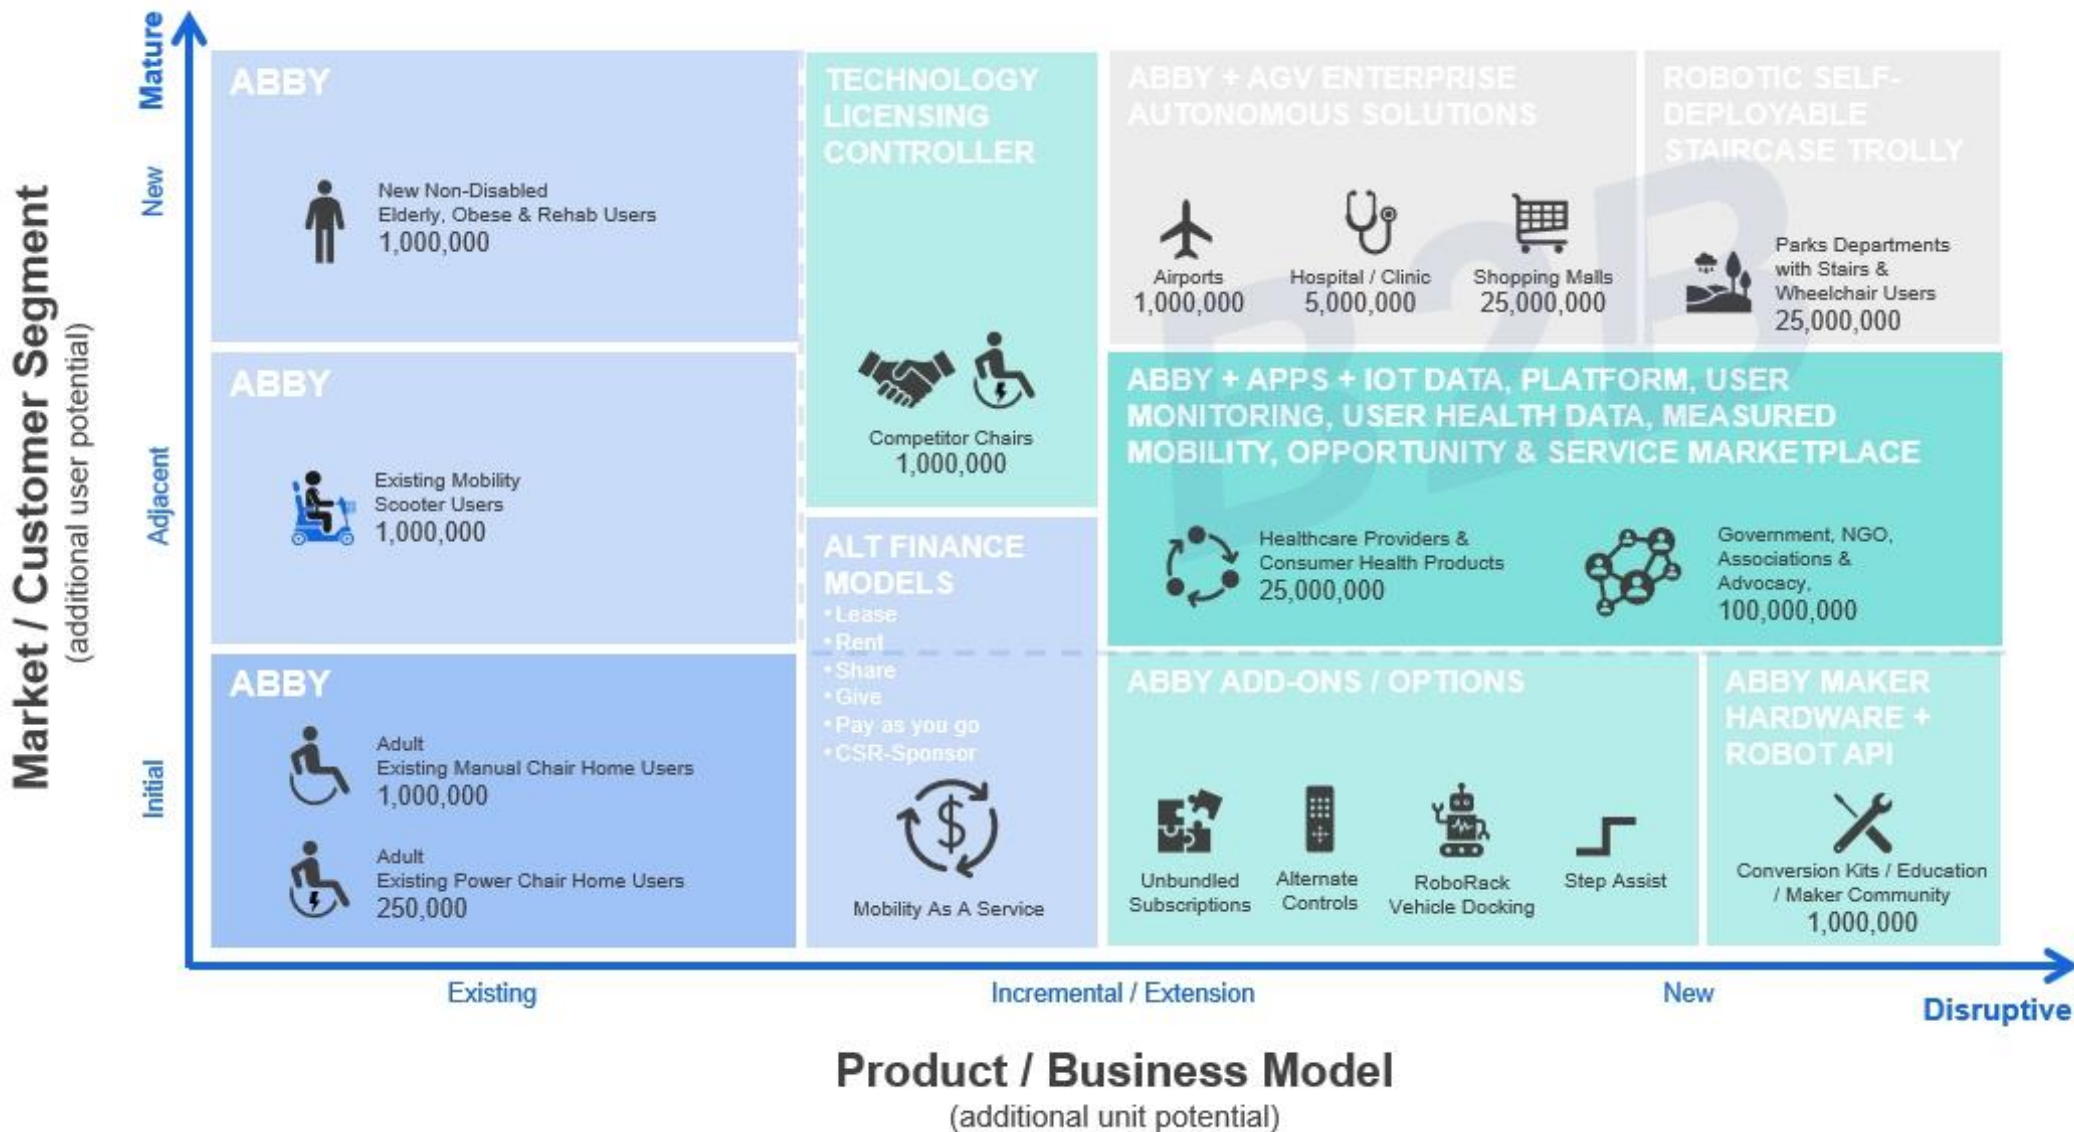 Market / Customer Segment
(additional user potential)
Mature
New
Adjacent
Initial
ABBY
New Non-Disabled
Elderly, Obese & Rehab Users
1,000,000
ABBY
Existing Mobility
Scooter Users
1,000,000
ABBY
Adult
Existing Manual Chair Home Users
1,000,000
Adult
Existing Power Chair Home Users
250,000
TECHNOLOGY
LICENSING
CONTROLLER
Competitor Chairs
1,000,000
ALT FINANCE
MODELS
• Lease
• Rent
• Share
• Give
• Pay as you go
• CSR-Sponsor
$
Mobility As A Service
ABBY + AGV ENTERPRISE
AUTONOMOUS SOLUTIONS
Airports
1,000,000
Hospital / Clinic
5,000,000
Shopping Malls
25,000,000
ROBOTIC SELF-
DEPLOYABLE
STAIRCASE TROLLY
Parks Departments
with Stairs &
Wheelchair Users
25,000,000
B2B
ABBY + APPS + IOT DATA, PLATFORM, USER
MONITORING, USER HEALTH DATA, MEASURED
MOBILITY, OPPORTUNITY & SERVICE MARKETPLACE
Healthcare Providers &
Consumer Health Products
25,000,000
Government, NGO,
Associations &
Advocacy,
100,000,000
ABBY ADD-ONS / OPTIONS
Unbundled
Subscriptions
Alternate
Controls
RoboRack
Vehicle Docking
Step Assist
ABBY MAKER
HARDWARE +
ROBOT API
Conversion Kits / Education
/ Maker Community
1,000,000
Existing
Incremental / Extension
New
Disruptive
Product / Business Model
(additional unit potential)